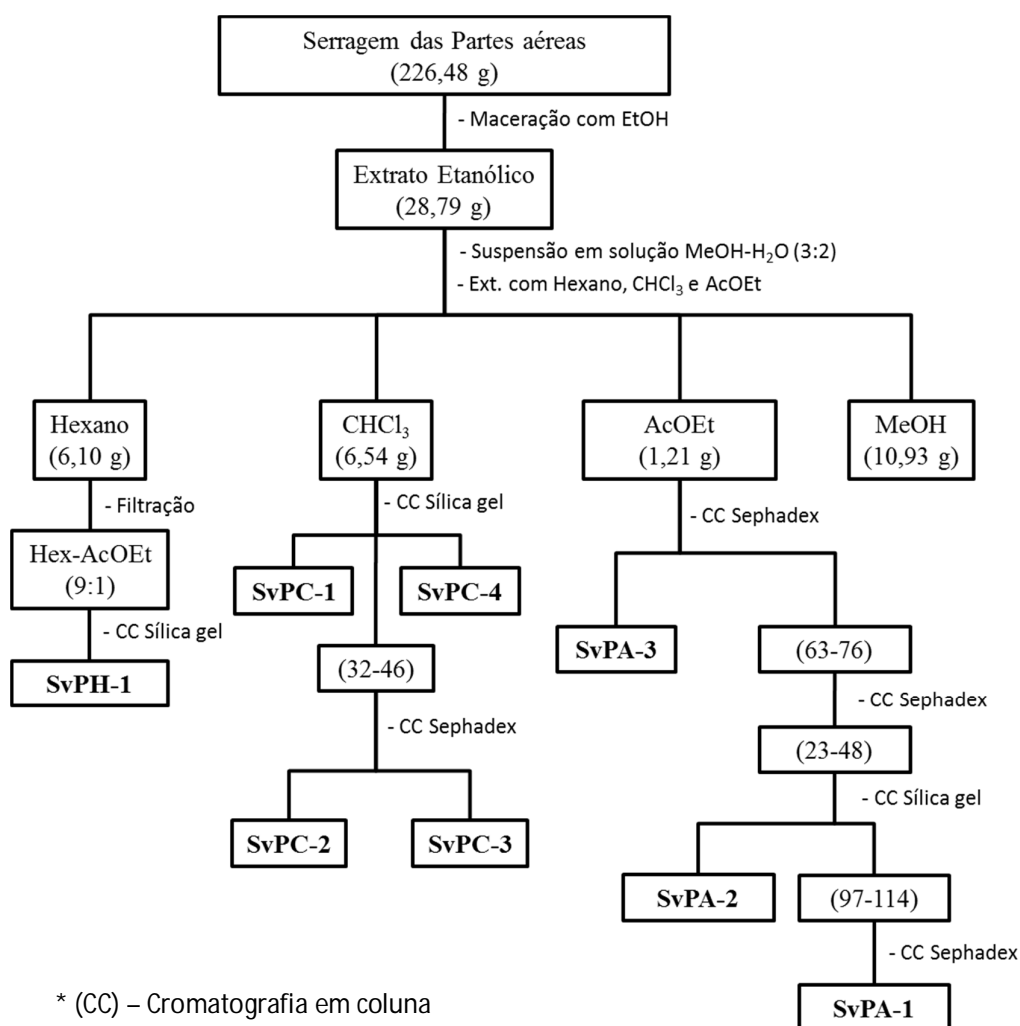 Serragem das Partes aéreas
(226,48 g)
- Maceração com EtOH
Extrato Etanólico
(28,79 g)
- Suspensão em solução MeOH-H₂O (3:2)
- Ext. com Hexano, CHCl₃ e AcOEt
Hexano
(6,10 g)
CHCl₃
(6,54 g)
AcOEt
(1,21 g)
MeOH
(10,93 g)
- Filtração
- CC Sílica gel
- CC Sephadex
Hex-AcOEt
(9:1)
SvPC-1
SvPC-4
- CC Sílica gel
SvPA-3
(63-76)
SvPH-1
(32-46)
- CC Sephadex
- CC Sephadex
(23-48)
- CC Sílica gel
SvPC-2
SvPC-3
SvPA-2
(97-114)
- CC Sephadex
* (CC) – Cromatografia em coluna
SvPA-1